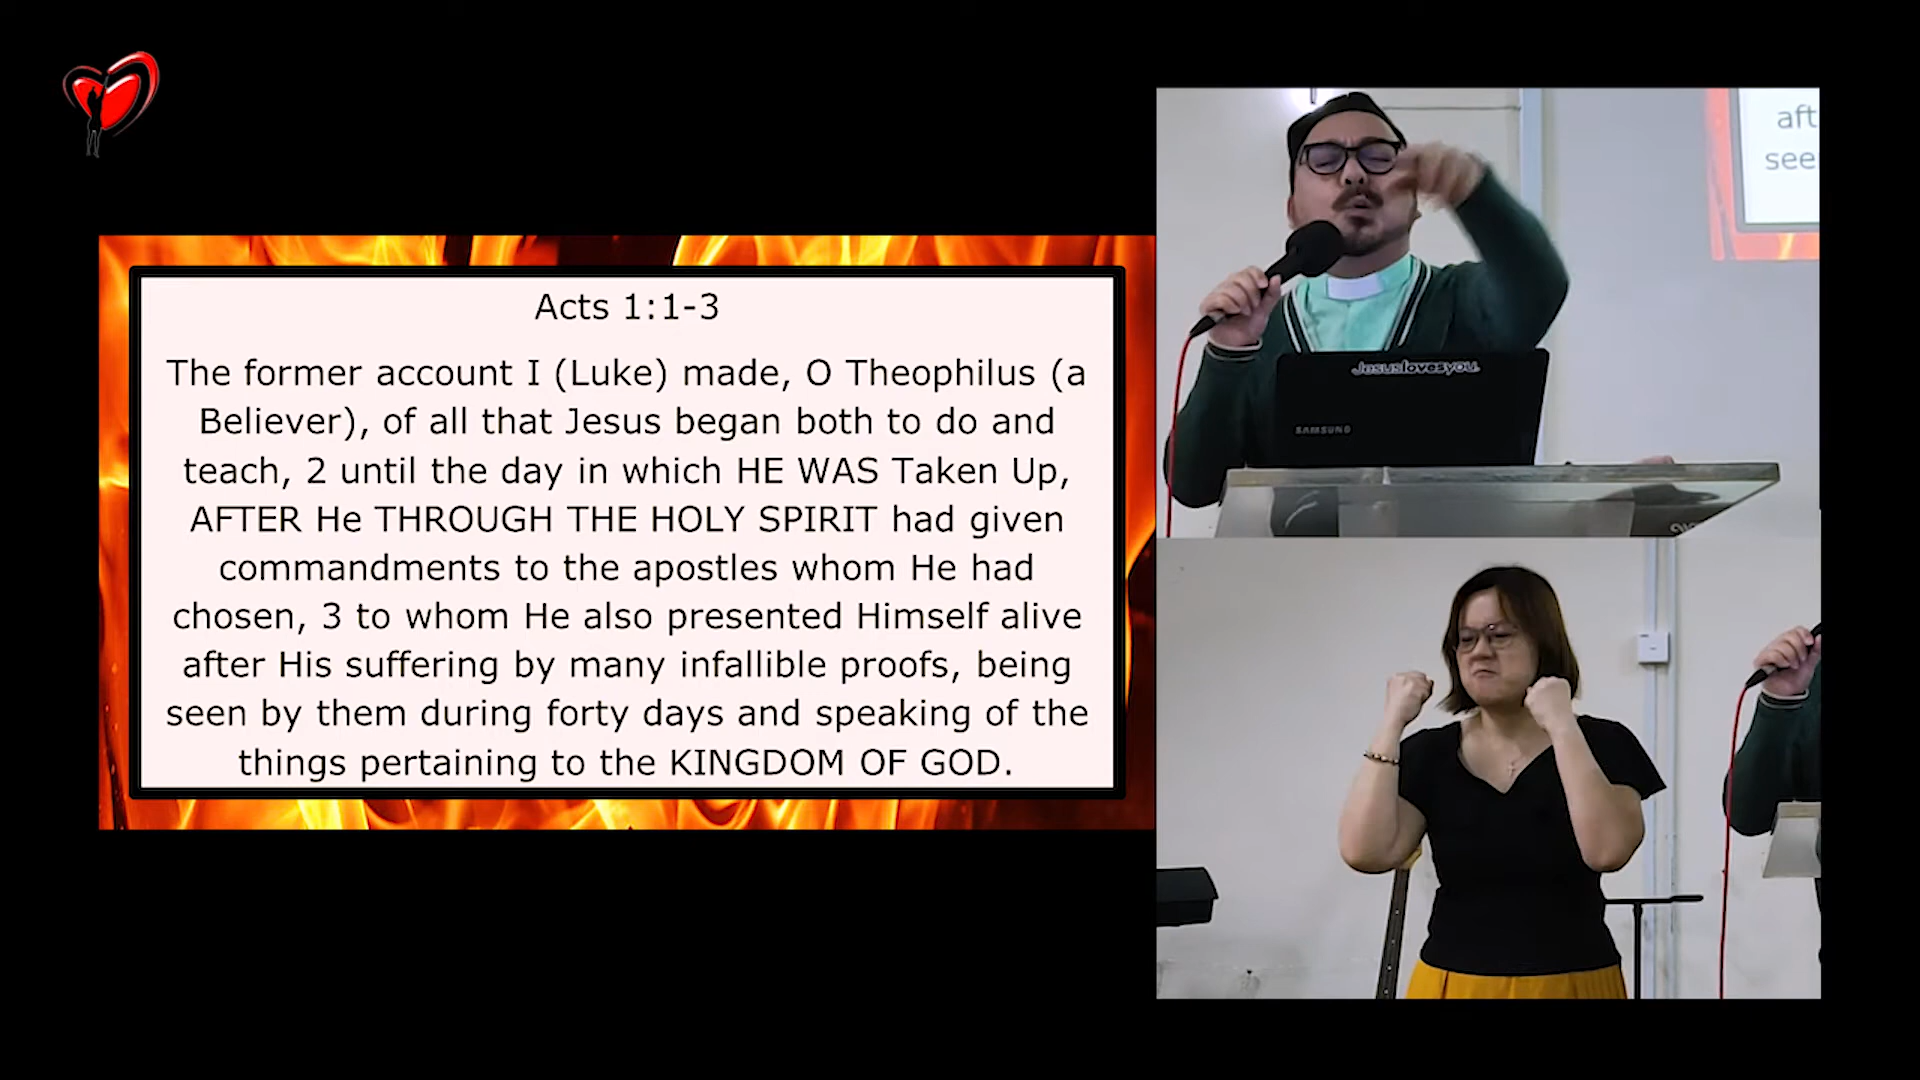 Acts 1:1-3
The former account I (Luke) made, O Theophilus (a
Believer), of all that Jesus began both to do and
teach, 2 until the day in which HE WAS Taken Up,
AFTER He THROUGH THE HOLY SPIRIT had given
commandments to the apostles whom He had
chosen, 3 to whom He also presented Himself alive
after His suffering by many infallible proofs, being
seen by them during forty days and speaking of the
things pertaining to the KINGDOM OF GOD.
aft
see
Jesuslovesyou.
SAMSUNG